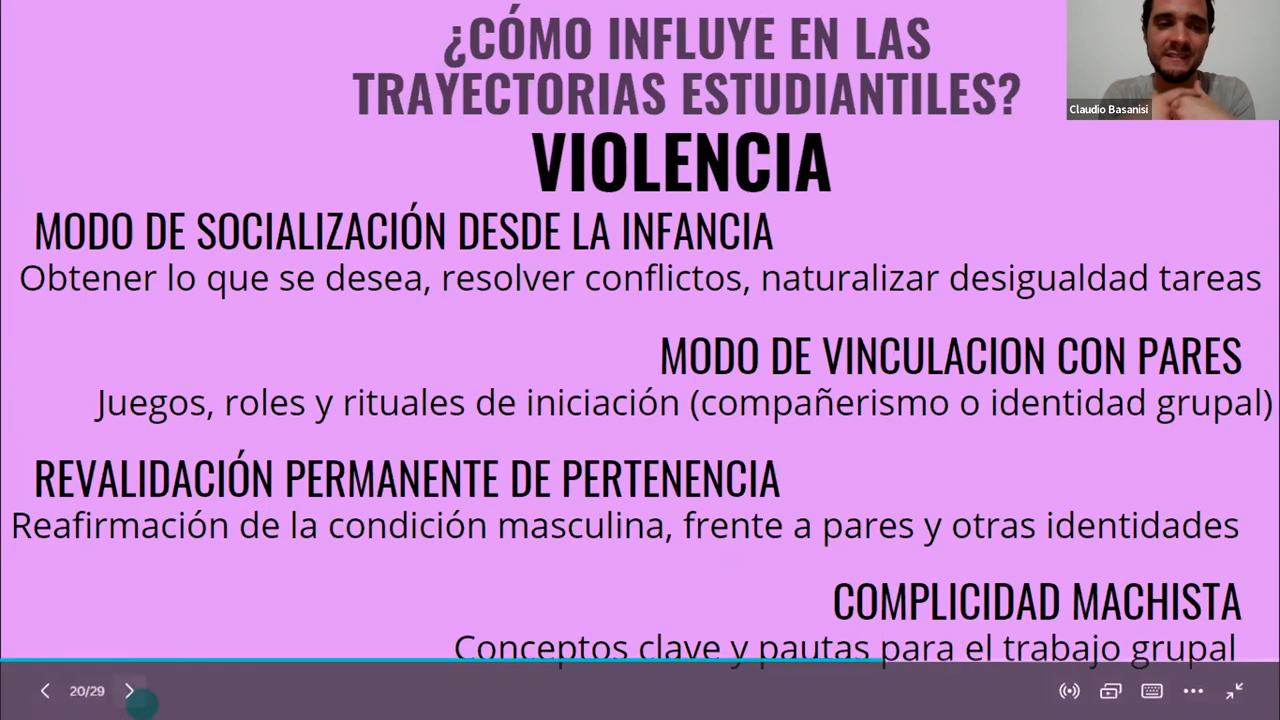 ¿CÓMO INFLUYE EN LAS
TRAYECTORIAS ESTUDIANTILES?
Claudio Basanisi
VIOLENCIA
MODO DE SOCIALIZACIÓN DESDE LA INFANCIA
Obtener lo que se desea, resolver conflictos, naturalizar desigualdad tareas
MODO DE VINCULACION CON PARES
Juegos, roles y rituales de iniciación (compañerismo o identidad grupal)
REVALIDACIÓN PERMANENTE DE PERTENENCIA
Reafirmación de la condición masculina, frente a pares y otras identidades
COMPLICIDAD MACHISTA
Conceptos clave y pautas para el trabajo grupal
20/29